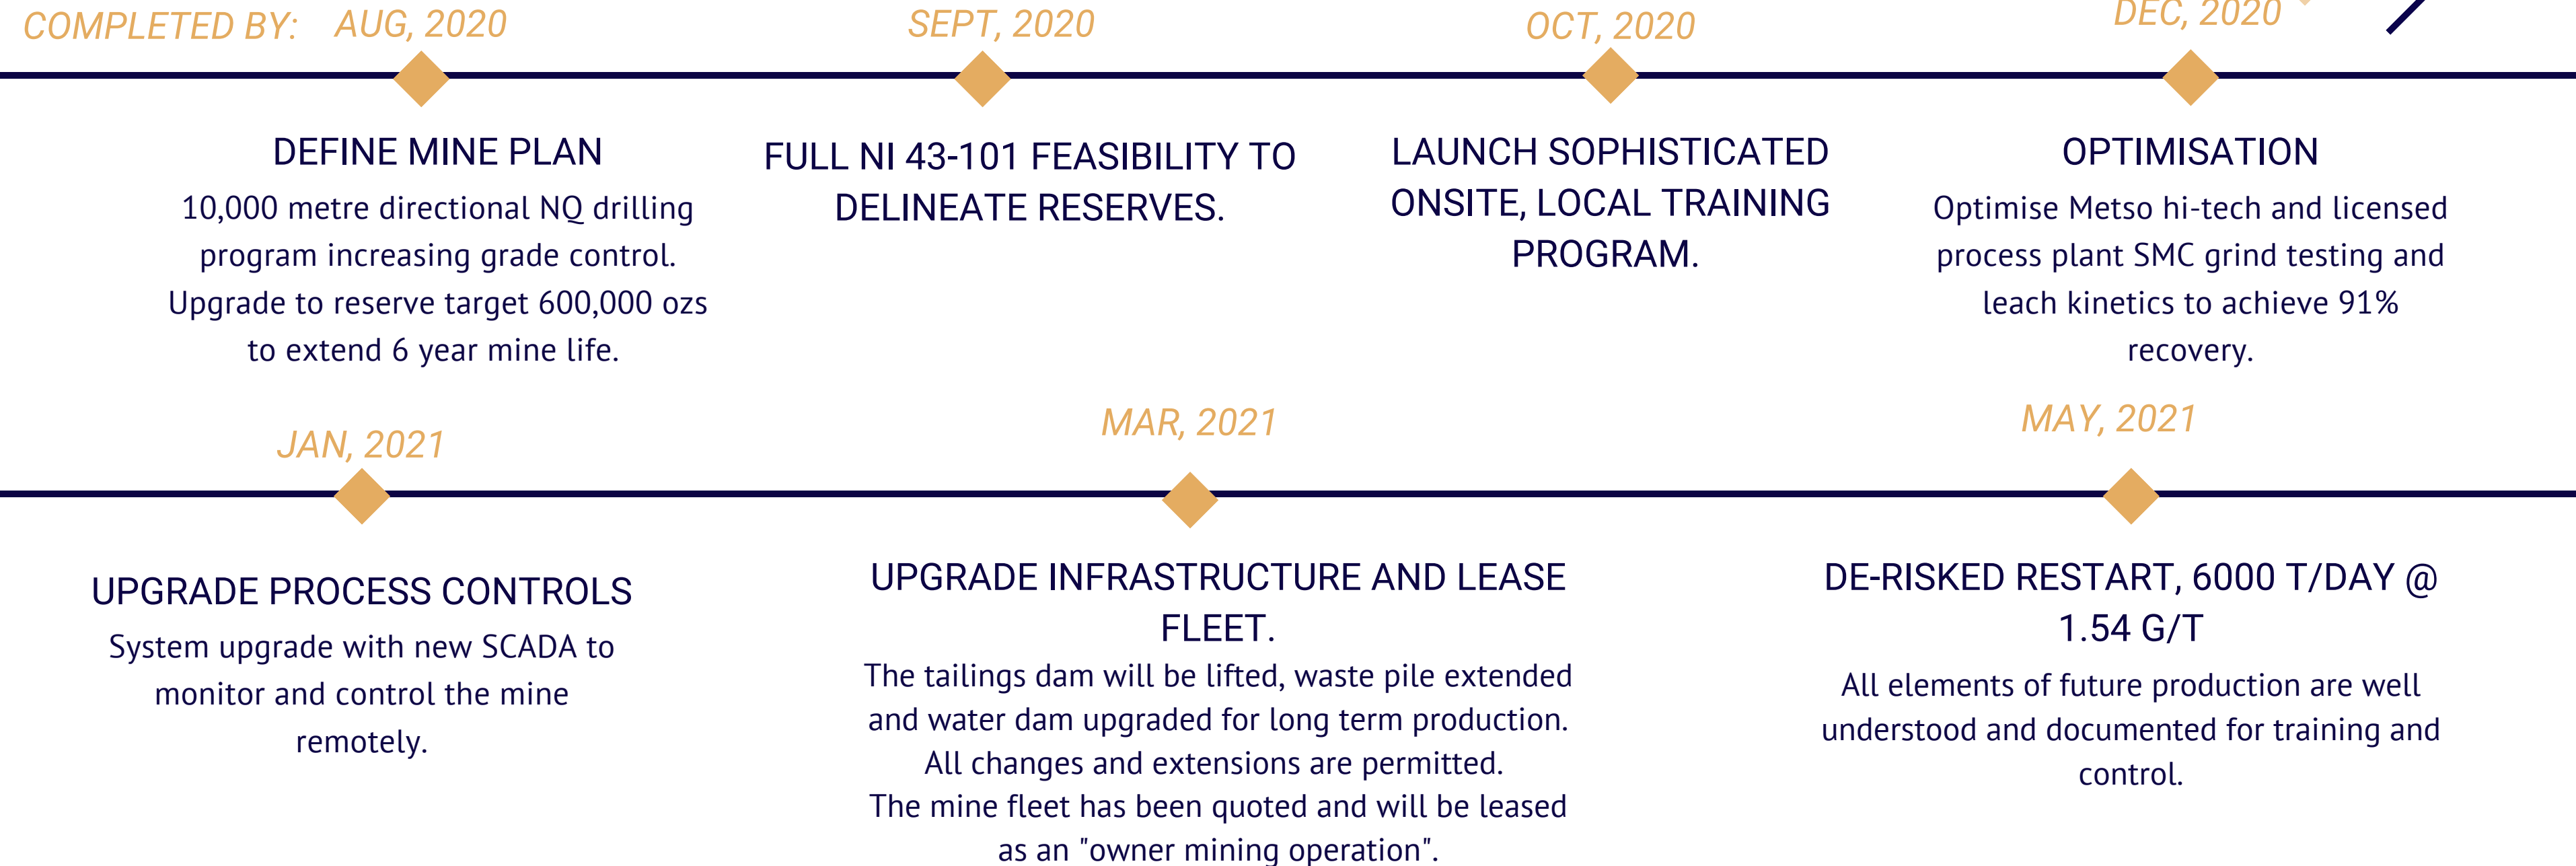 COMPLETED BY: AUG, 2020 SEPT, 2020 OCT, 2020 DEC, 2020
DEFINE MINE PLAN
10,000 metre directional NQ drilling
program increasing grade control.
Upgrade to reserve target 600,000 ozs
to extend 6 year mine life.
FULL NI 43-101 FEASIBILITY TO
DELINEATE RESERVES.
LAUNCH SOPHISTICATED
ONSITE, LOCAL TRAINING
PROGRAM.
OPTIMISATION
Optimise Metso hi-tech and licensed
process plant SMC grind testing and
leach kinetics to achieve 91%
recovery.
JAN, 2021 MAR, 2021 MAY, 2021
UPGRADE PROCESS CONTROLS
System upgrade with new SCADA to
monitor and control the mine
remotely.
UPGRADE INFRASTRUCTURE AND LEASE
FLEET.
The tailings dam will be lifted, waste pile extended
and water dam upgraded for long term production.
All changes and extensions are permitted.
The mine fleet has been quoted and will be leased
as an "owner mining operation".
DE-RISKED RESTART, 6000 T/DAY @
1.54 G/T
All elements of future production are well
understood and documented for training and
control.